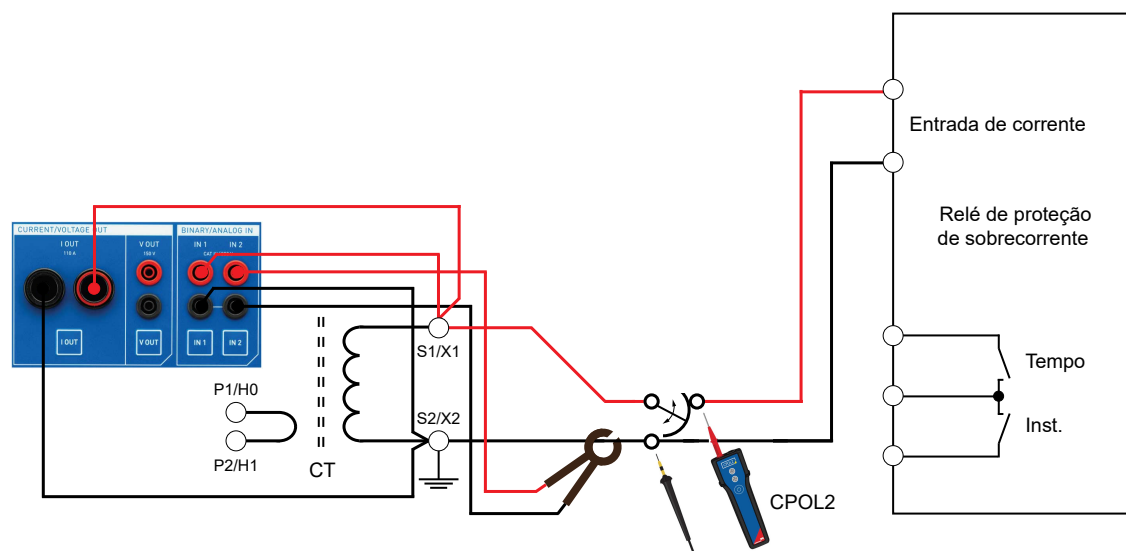 CURRENT/VOLTAGE OUT
BINARY/ANALOG IN
I OUT
V OUT
IN 1
IN 2
I OUT
V OUT
IN 1
IN 2
P1/H0
P2/H1
CT
S1/X1
S2/X2
CPOL2
Entrada de corrente
Relé de proteção
de sobrecorrente
Tempo
Inst.